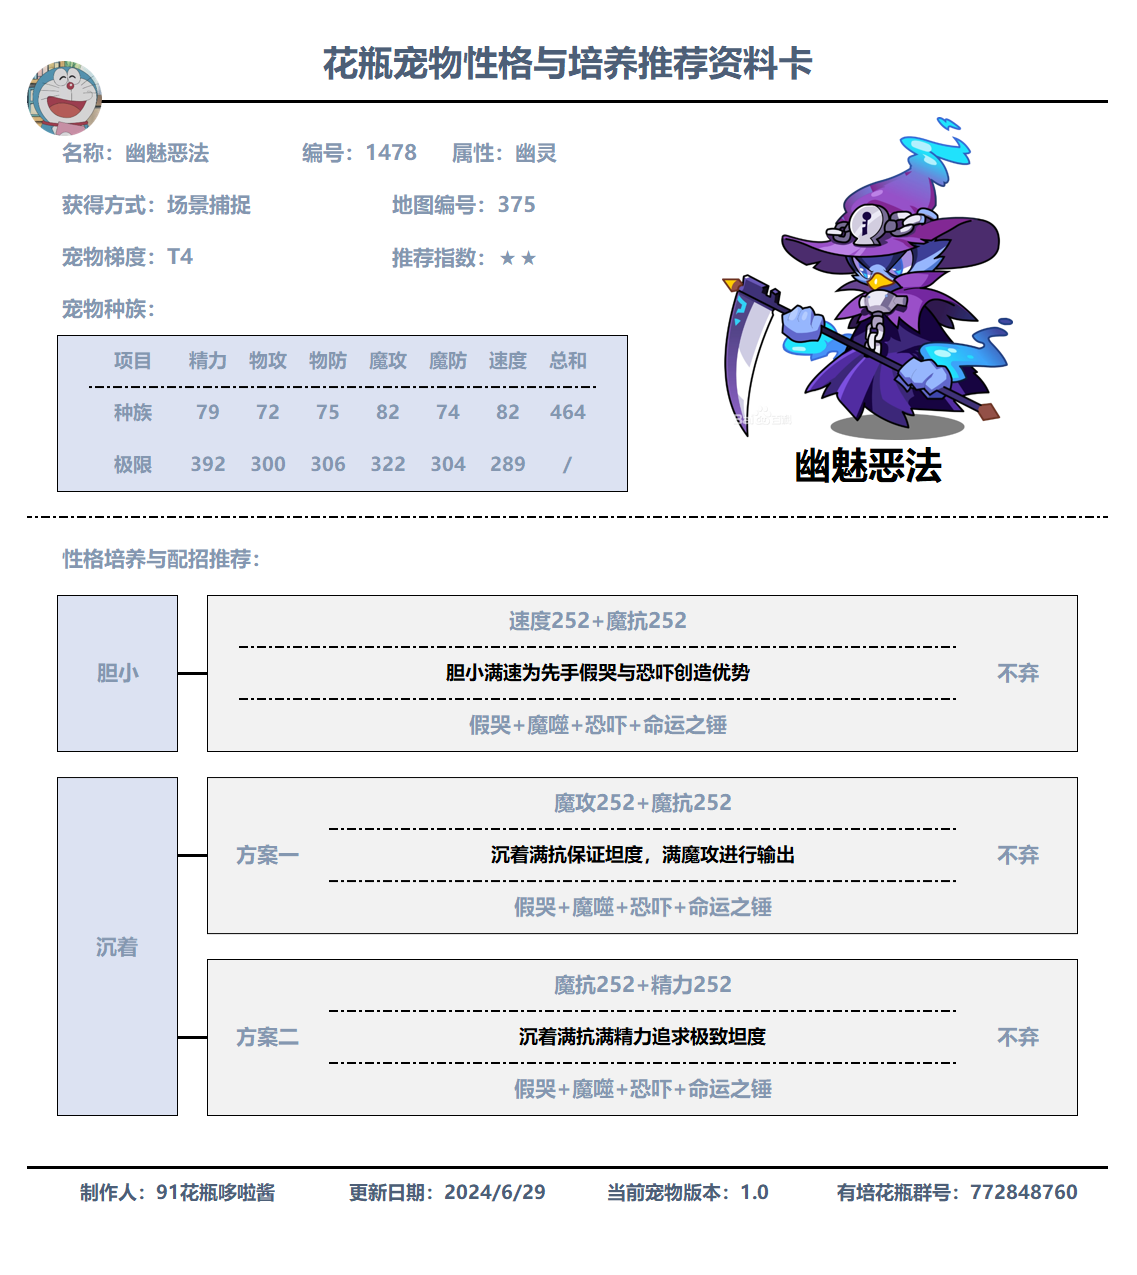 花瓶宠物性格与培养推荐资料卡
名称：幽魅恶法 编号：1478 属性：幽灵
获得方式：场景捕捉 地图编号：375
宠物梯度：T4 推荐指数：★★
宠物种族：
项目 精力 物攻 物防 魔攻 魔防 速度 总和
种族 79 72 75 82 74 82 464
极限 392 300 306 322 304 289 /
幽魅恶法
性格培养与配招推荐：
胆小
速度252+魔抗252
胆小满速为先手假哭与恐吓创造优势
假哭+魔噬+恐吓+命运之锤
不弃
沉着
方案一
魔攻252+魔抗252
沉着满抗保证坦度，满魔攻进行输出
假哭+魔噬+恐吓+命运之锤
不弃
方案二
魔抗252+精力252
沉着满抗满精力追求极致坦度
假哭+魔噬+恐吓+命运之锤
不弃
制作人：91花瓶哆啦酱 更新日期：2024/6/29 当前宠物版本：1.0 有培花瓶群号：772848760